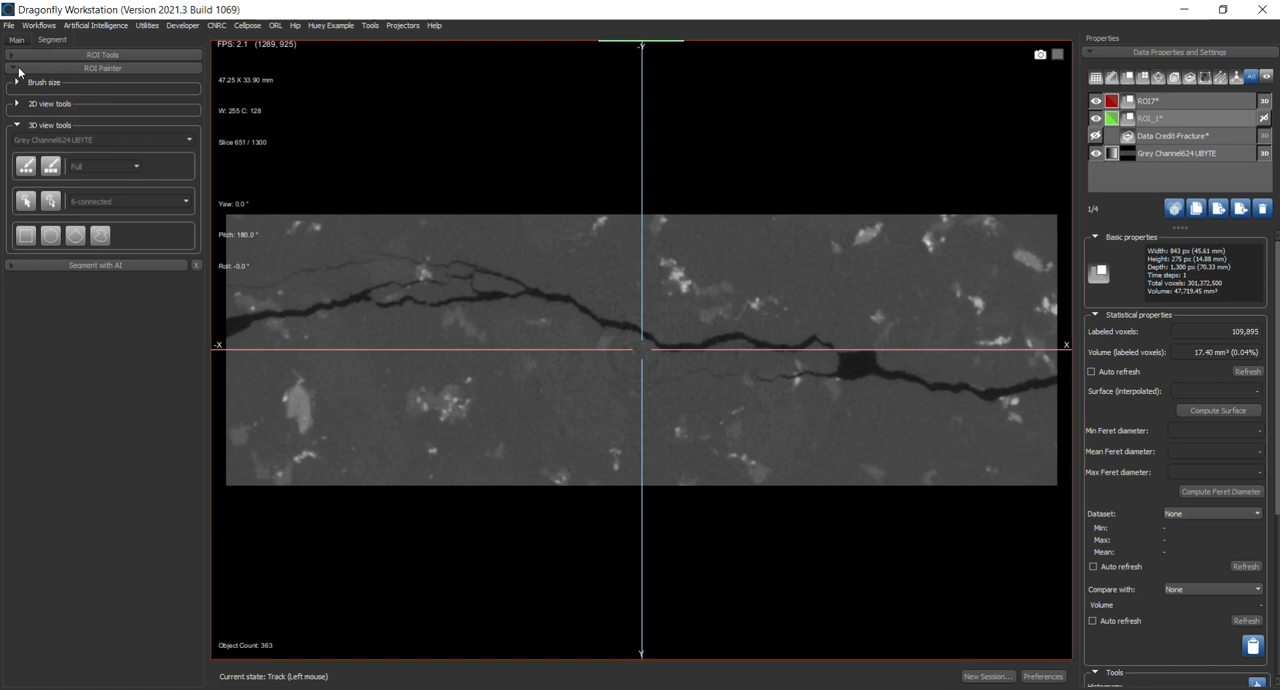 Dragonfly Workstation (Version 2021.3 Build 1069)
File Workflows Artificial Intelligence Utilities Developer CNRC Cellpose ORL Hip Huey Example Tools Projectors Help
Main Segment
ROI Tools
ROI Painter
Brush size
2D view tools
3D view tools
Grey Channel624 UBYTE
Full
6-connected
Segment with AI
X
FPS: 2.1 (1289, 925)
47.25 X 33.90 mm
W: 255 C: 128
Slice 651 / 1300
Yaw: 0.0 °
Pitch: 180.0 °
Roll: -0.0 °
-Y
-X
X
Y
Object Count: 363
Current state: Track (Left mouse)
New Session...
Preferences
Properties
Data Properties and Settings
All
ROI7*
3D
ROI_1*
Data Credit-Fracture*
3D
Grey Channel624 UBYTE
3D
1/4
Basic properties
Width: 843 px (45.61 mm)
Height: 275 px (14.88 mm)
Depth: 1,300 px (70.33 mm)
Time steps: 1
Total voxels: 301,372,500
Volume: 47,719.45 mm³
Statistical properties
Labeled voxels: 109,895
Volume (labeled voxels): 17.40 mm³ (0.04%)
Auto refresh Refresh
Surface (interpolated): -
Compute Surface
Min Feret diameter: -
Mean Feret diameter: -
Max Feret diameter: -
Compute Feret Diameter
Dataset: None
Min: -
Max: -
Mean: -
Auto refresh Refresh
Compare with: None
Volume -
Auto refresh Refresh
Tools